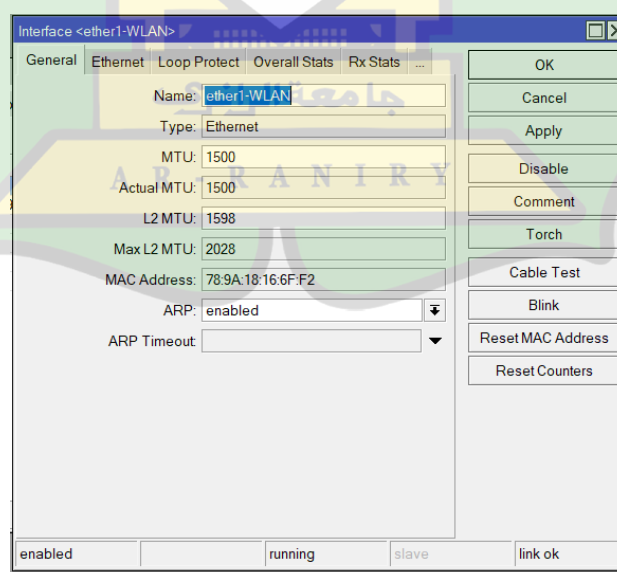 Interface <ether1-WLAN>
General Ethernet Loop Protect Overall Stats Rx Stats ...
Name: ether1-WLAN
Type: Ethernet
MTU: 1500
Actual MTU: 1500
L2 MTU: 1598
Max L2 MTU: 2028
MAC Address: 78:9A:18:16:6F:F2
ARP: enabled
ARP Timeout:
OK
Cancel
Apply
Disable
Comment
Torch
Cable Test
Blink
Reset MAC Address
Reset Counters
enabled running slave link ok
جامعة
A R - R A N I R Y